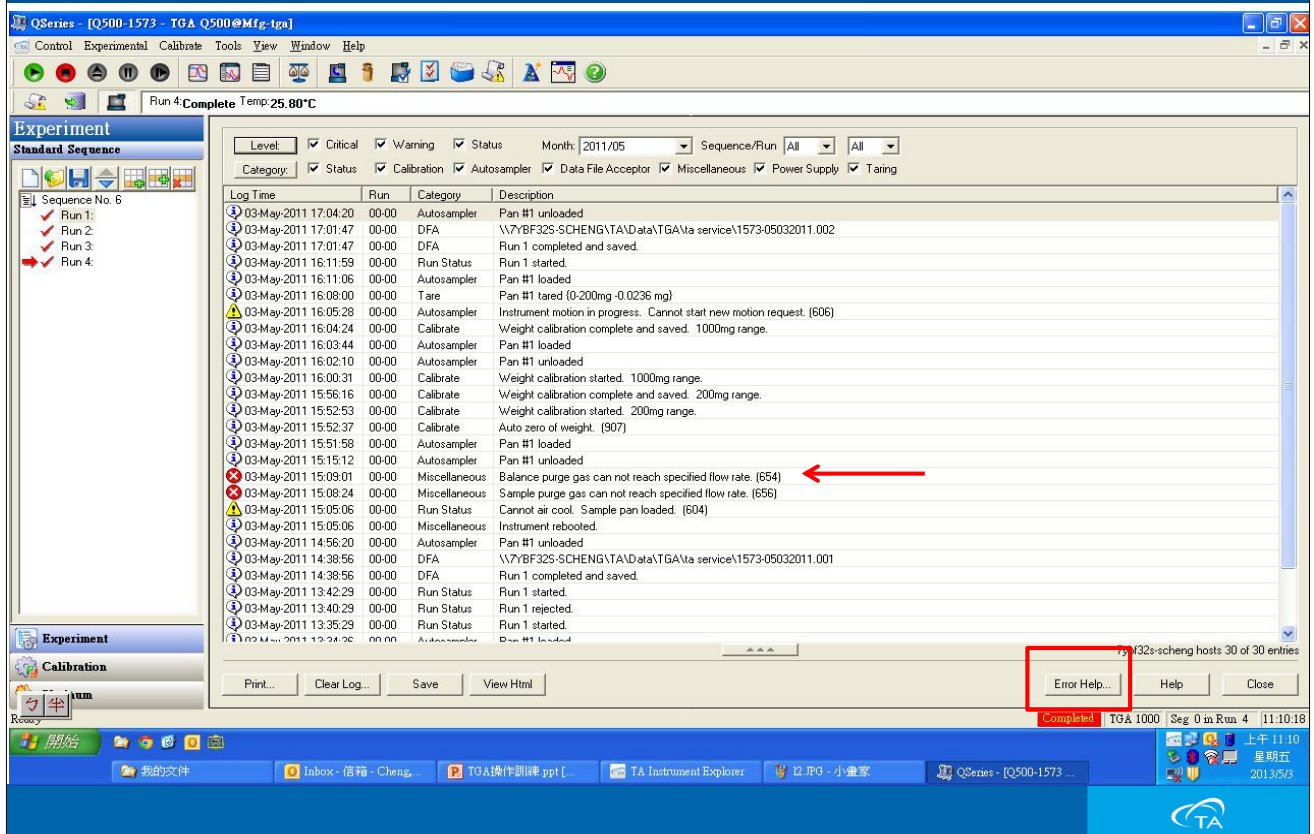 QSeries - [Q500-1573 - TGA Q500@Mfg-tga]
Control Experimental Calibrate Tools View Window Help
Run 4:Complete Temp:25.80°C
Experiment
Standard Sequence
Sequence No. 6
Run 1:
Run 2:
Run 3:
Run 4:
Level: Critical Warning Status Month: 2011/05 Sequence/Run All All
Category: Status Calibration Autosampler Data File Acceptor Miscellaneous Power Supply Taring
Log Time Run Category Description
03-May-2011 17:04:20 00-00 Autosampler Pan #1 unloaded
03-May-2011 17:01:47 00-00 DFA \\7YBF32S-SCHENG\TA\Data\TGA\ta service\1573-05032011.002
03-May-2011 17:01:47 00-00 DFA Run 1 completed and saved.
03-May-2011 16:11:59 00-00 Run Status Run 1 started.
03-May-2011 16:11:06 00-00 Autosampler Pan #1 loaded
03-May-2011 16:08:00 00-00 Tare Pan #1 tared {0-200mg -0.0236 mg}
03-May-2011 16:05:28 00-00 Autosampler Instrument motion in progress. Cannot start new motion request. (606)
03-May-2011 16:04:24 00-00 Calibrate Weight calibration complete and saved. 1000mg range.
03-May-2011 16:03:44 00-00 Autosampler Pan #1 loaded
03-May-2011 16:02:10 00-00 Autosampler Pan #1 unloaded
03-May-2011 16:00:31 00-00 Calibrate Weight calibration started. 1000mg range.
03-May-2011 15:56:16 00-00 Calibrate Weight calibration complete and saved. 200mg range.
03-May-2011 15:52:53 00-00 Calibrate Weight calibration started. 200mg range.
03-May-2011 15:52:37 00-00 Calibrate Auto zero of weight. (907)
03-May-2011 15:51:58 00-00 Autosampler Pan #1 loaded
03-May-2011 15:15:12 00-00 Autosampler Pan #1 unloaded
03-May-2011 15:09:01 00-00 Miscellaneous Balance purge gas can not reach specified flow rate. (654)
03-May-2011 15:08:24 00-00 Miscellaneous Sample purge gas can not reach specified flow rate. (656)
03-May-2011 15:05:06 00-00 Run Status Cannot air cool. Sample pan loaded. (604)
03-May-2011 15:05:06 00-00 Miscellaneous Instrument rebooted.
03-May-2011 14:56:20 00-00 Autosampler Pan #1 unloaded
03-May-2011 14:38:56 00-00 DFA \\7YBF32S-SCHENG\TA\Data\TGA\ta service\1573-05032011.001
03-May-2011 14:38:56 00-00 DFA Run 1 completed and saved.
03-May-2011 13:42:29 00-00 Run Status Run 1 started.
03-May-2011 13:40:29 00-00 Run Status Run 1 rejected.
03-May-2011 13:35:29 00-00 Run Status Run 1 started.
03-May-2011 13:34:36 00-00 Autosampler Pan #1 loaded
7ybf32s-scheng hosts 30 of 30 entries
Experiment
Calibration
Print... Clear Log... Save View Html Error Help... Help Close
ㄅ 半
Ready Completed TGA 1000 Seg 0 in Run 4 11:10:18
開始 上午 11:10
我的文件 Inbox - 信箱 - Cheng,... TGA操作訓練.ppt [... TA Instrument Explorer 12.JPG - 小畫家 QSeries - [Q500-1573 ... 星期五
2013/5/3
TA